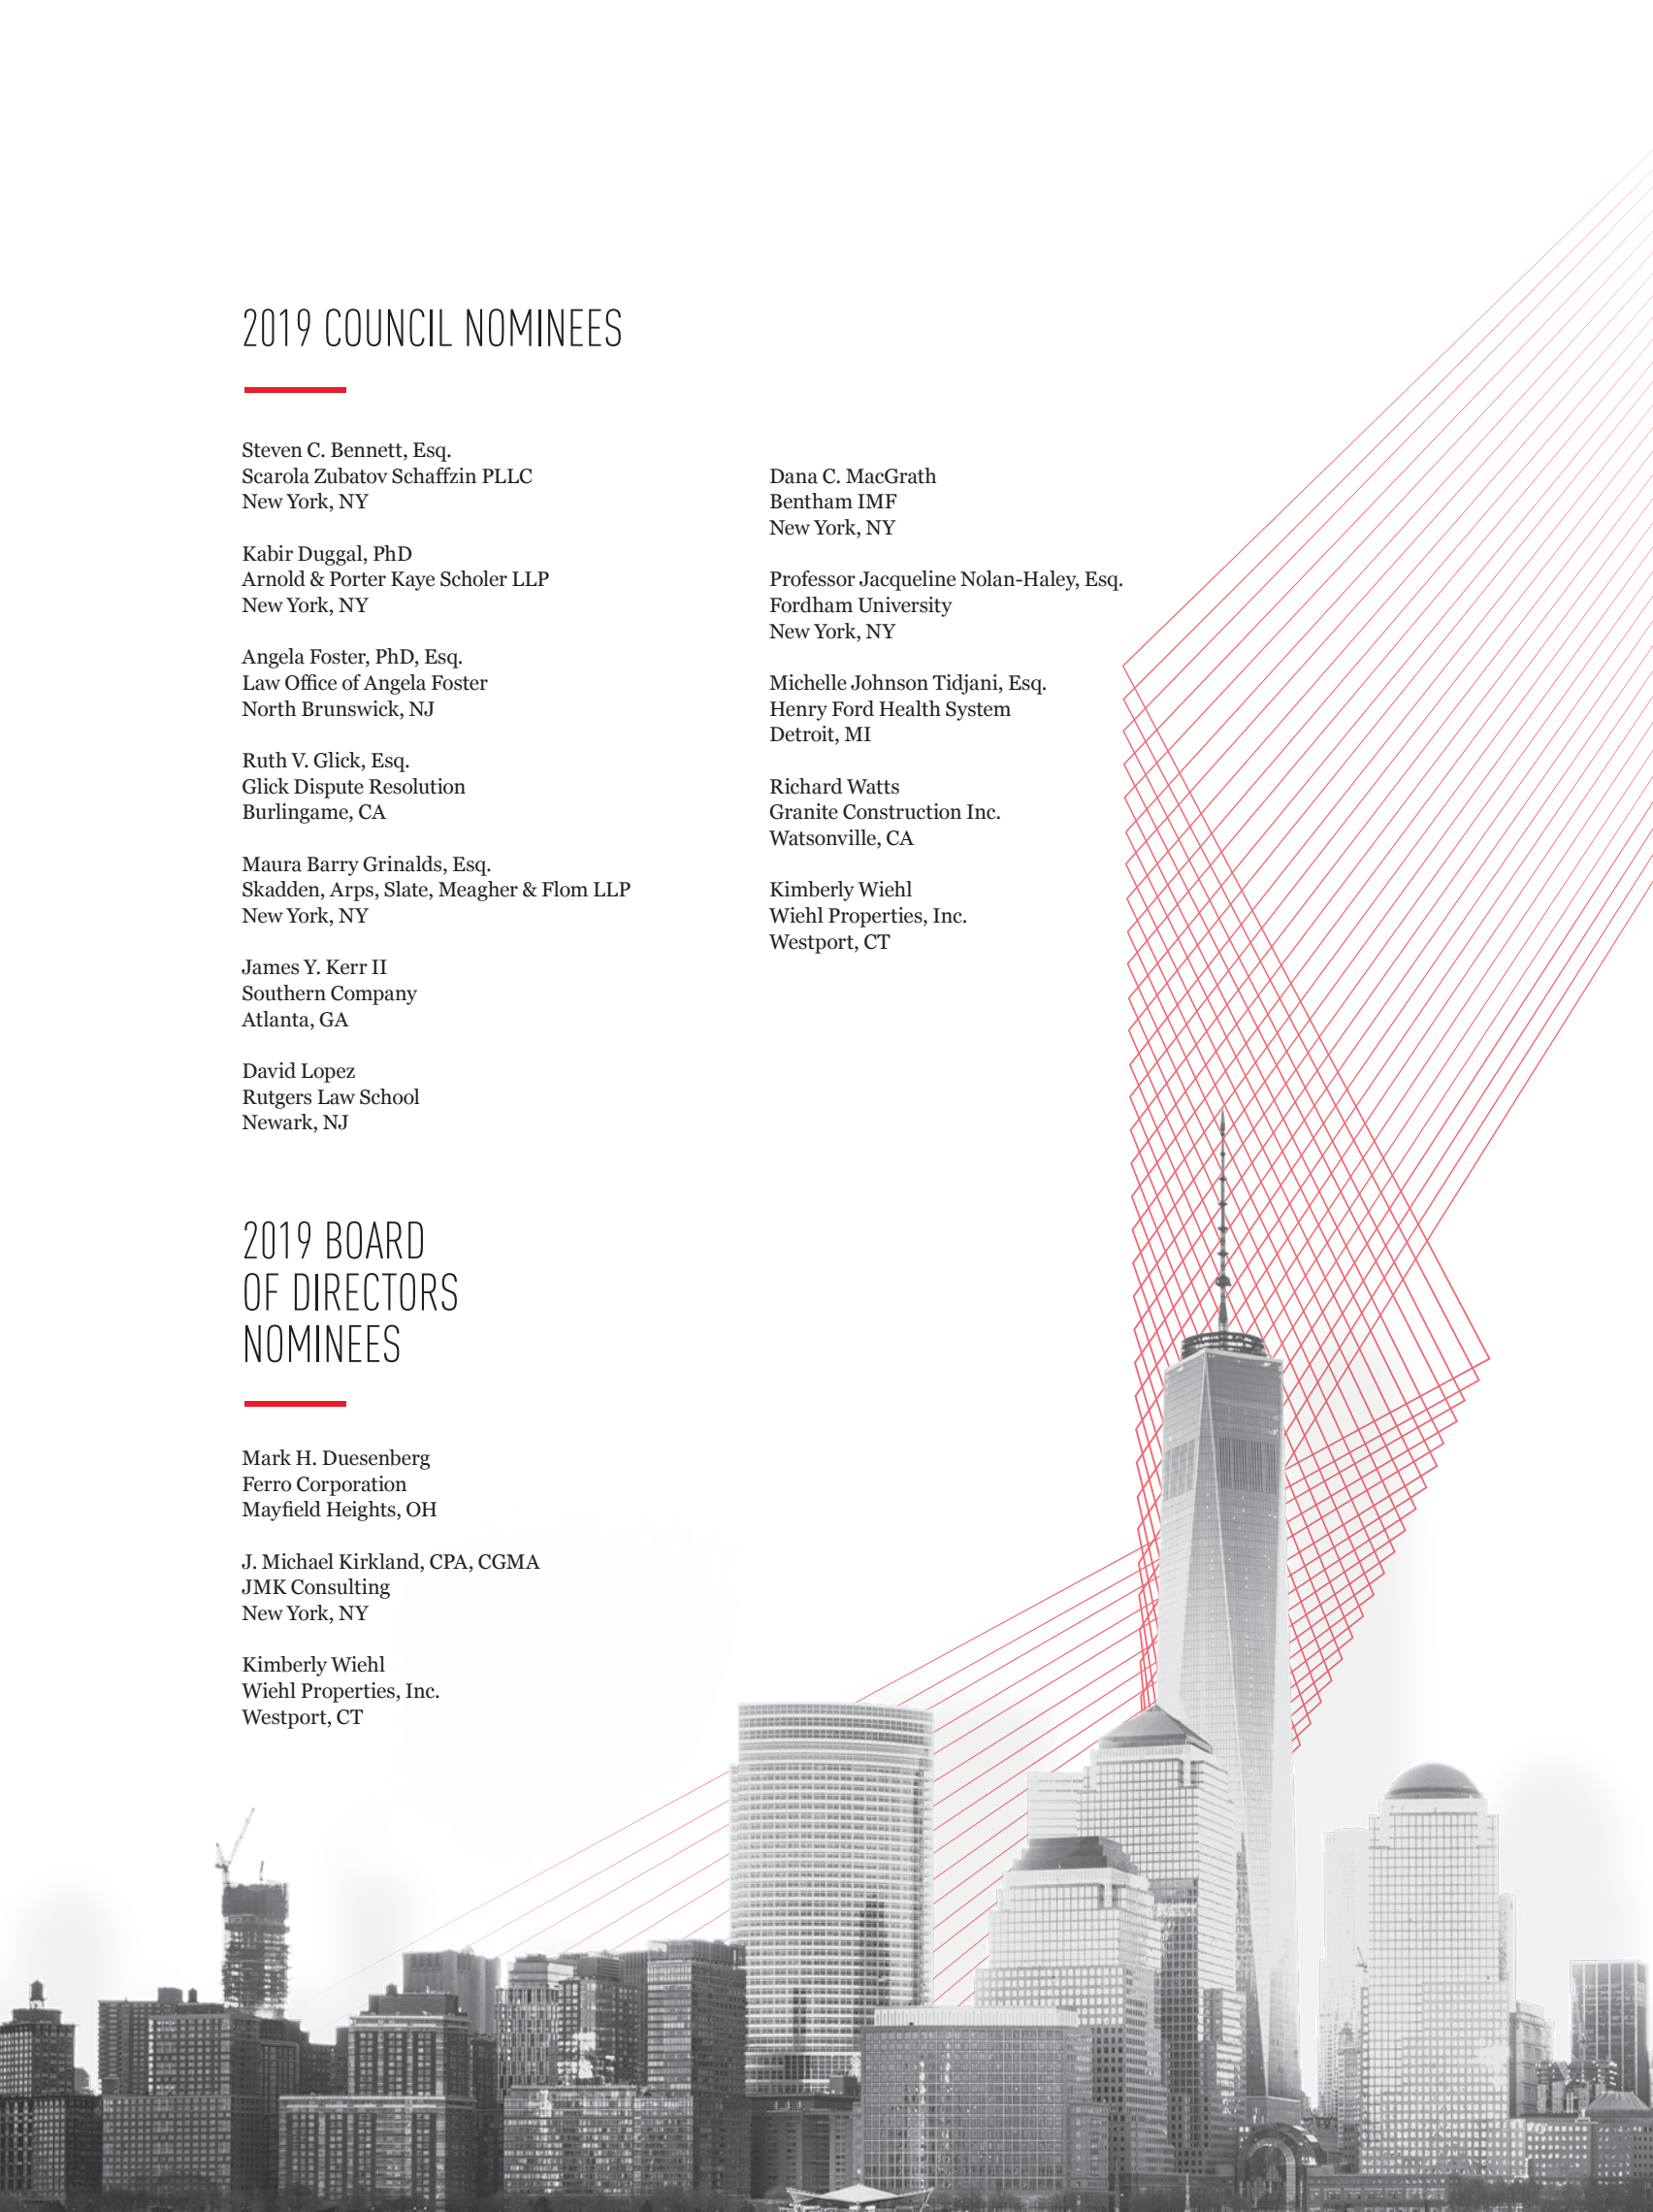 2019 COUNCIL NOMINEES
Steven C. Bennett, Esq.
Scarola Zubatov Schaffzin PLLC
New York, NY
Kabir Duggal, PhD
Arnold & Porter Kaye Scholer LLP
New York, NY
Angela Foster, PhD, Esq.
Law Office of Angela Foster
North Brunswick, NJ
Ruth V. Glick, Esq.
Glick Dispute Resolution
Burlingame, CA
Maura Barry Grinalds, Esq.
Skadden, Arps, Slate, Meagher & Flom LLP
New York, NY
James Y. Kerr II
Southern Company
Atlanta, GA
David Lopez
Rutgers Law School
Newark, NJ
Dana C. MacGrath
Bentham IMF
New York, NY
Professor Jacqueline Nolan-Haley, Esq.
Fordham University
New York, NY
Michelle Johnson Tidjani, Esq.
Henry Ford Health System
Detroit, MI
Richard Watts
Granite Construction Inc.
Watsonville, CA
Kimberly Wiehl
Wiehl Properties, Inc.
Westport, CT
2019 BOARD
OF DIRECTORS
NOMINEES
Mark H. Duesenberg
Ferro Corporation
Mayfield Heights, OH
J. Michael Kirkland, CPA, CGMA
JMK Consulting
New York, NY
Kimberly Wiehl
Wiehl Properties, Inc.
Westport, CT